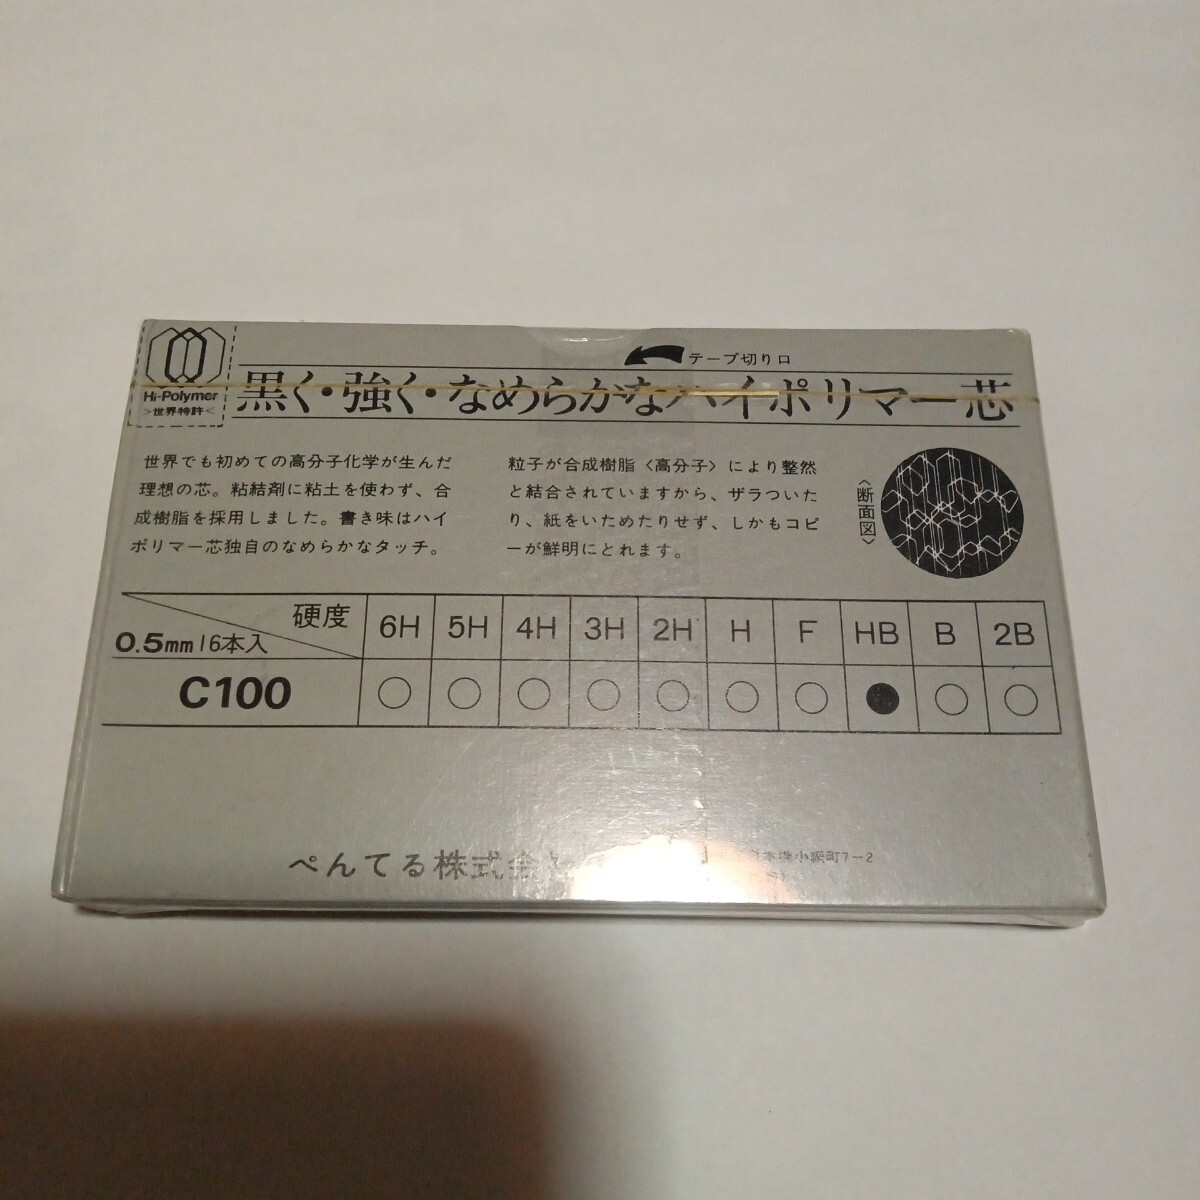 Hi-Polymer
>世界特許<
テープ切り口
黒く・強く・なめらかなハイポリマー芯
世界でも初めての高分子化学が生んだ
理想の芯。粘結剤に粘土を使わず、合
成樹脂を採用しました。書き味はハイ
ポリマー芯独自のなめらかなタッチ。
粒子が合成樹脂〈高分子〉により整然
と結合されていますから、ザラついた
り、紙をいためたりせず、しかもコピ
ーが鮮明にとれます。
〈断面図〉
硬度 6H 5H 4H 3H 2H H F HB B 2B
0.5mm 16本入
C100 ○ ○ ○ ○ ○ ○ ○ ● ○ ○
ぺんてる株式会社 本橋小網町7-2